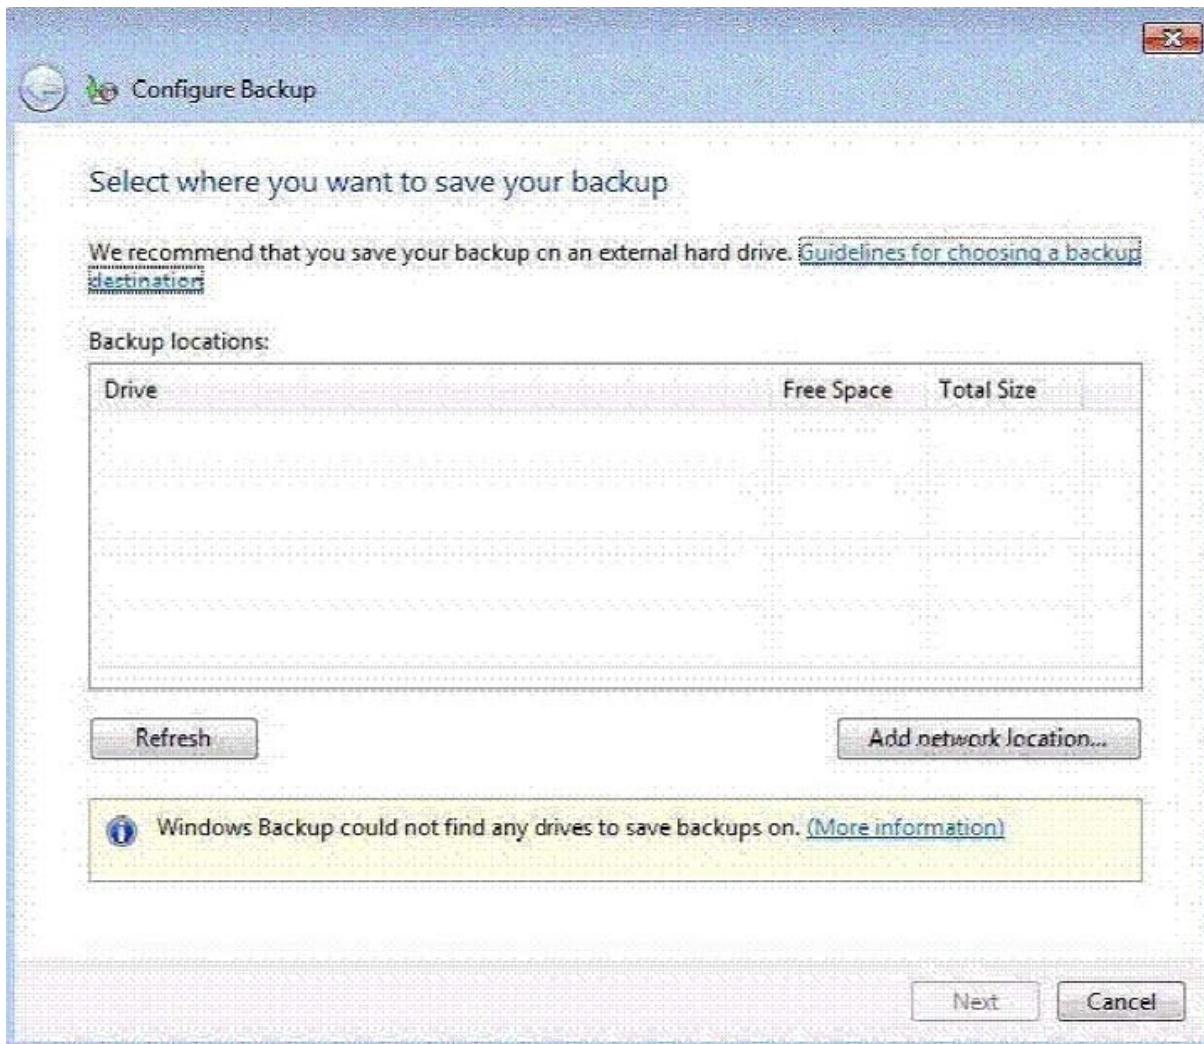 Configure Backup
Select where you want to save your backup
We recommend that you save your backup on an external hard drive. Guidelines for choosing a backup
destination
Backup locations:
Drive Free Space Total Size
Refresh Add network location...
Windows Backup could not find any drives to save backups on. (More information)
Next Cancel